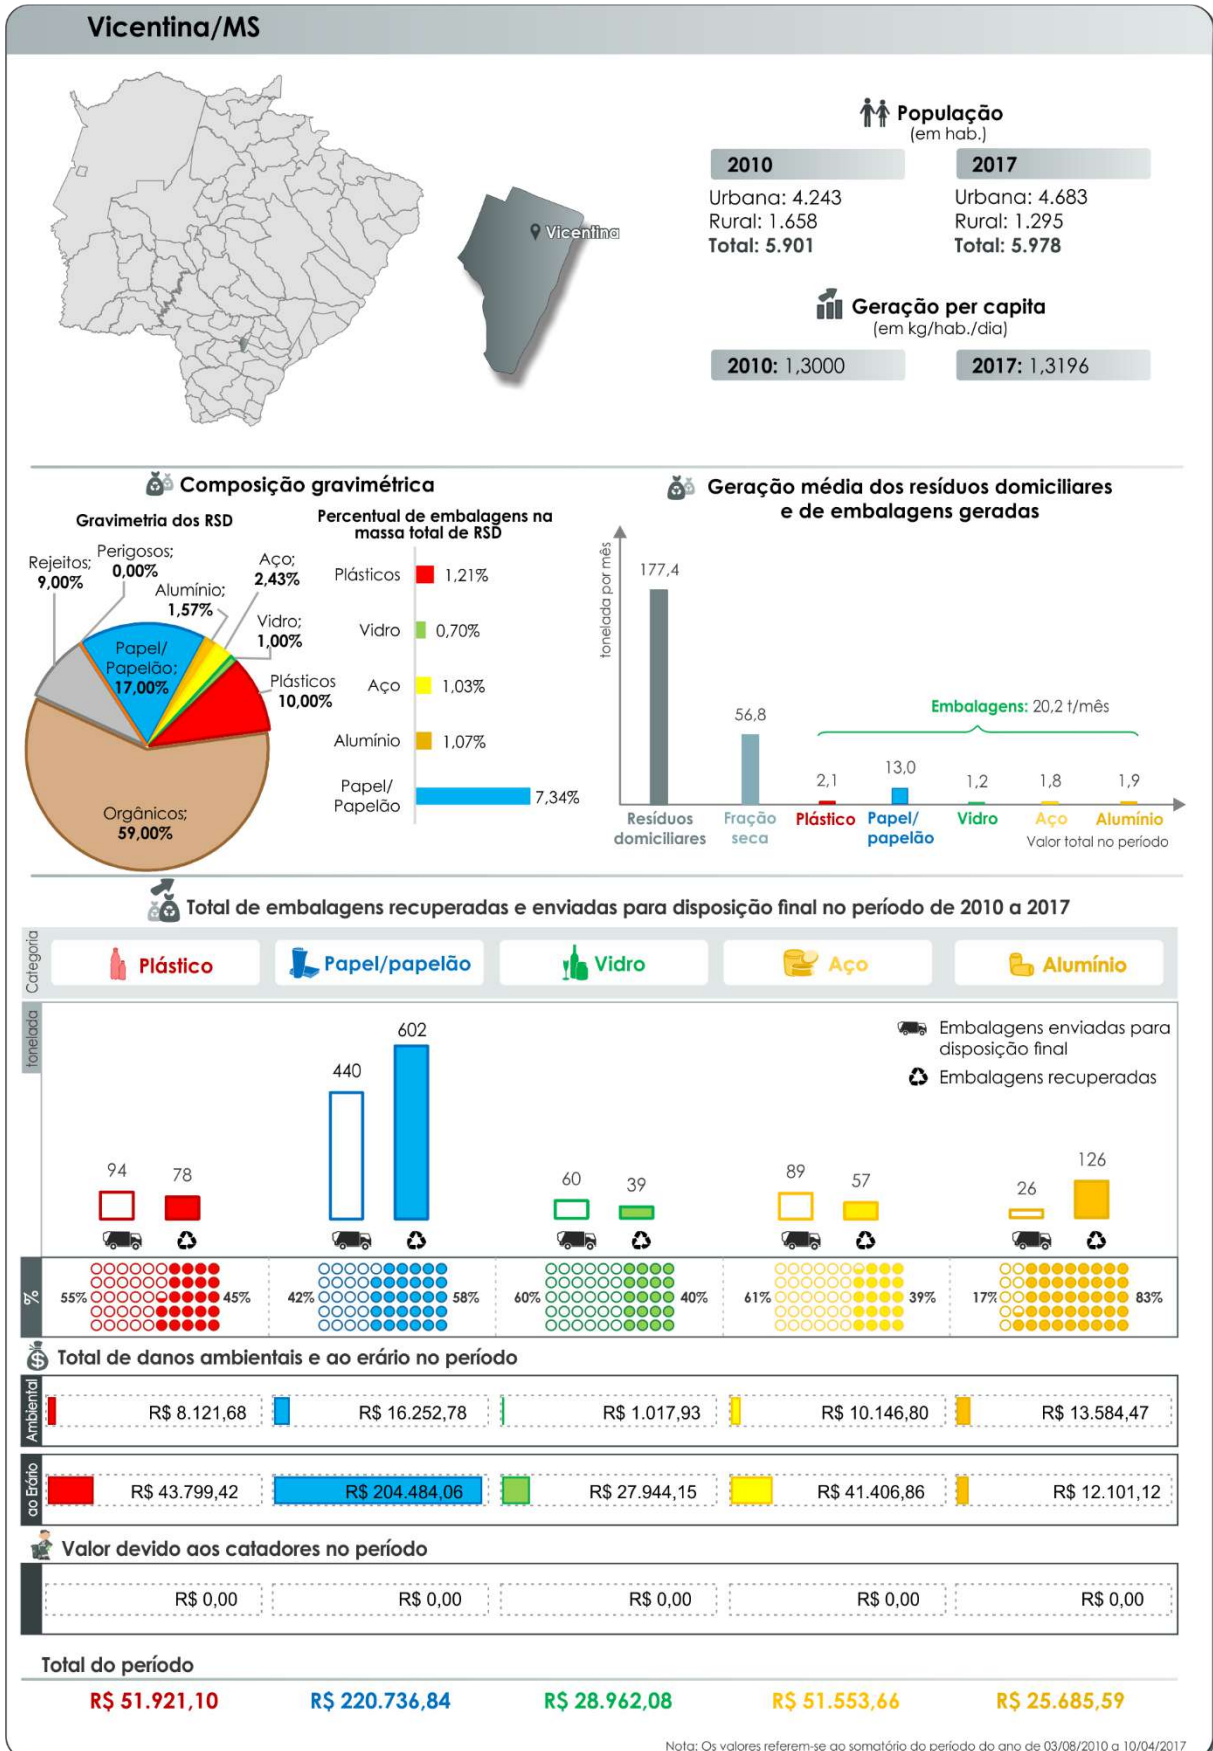 Vicentina/MS
População
(em hab.)
2010
2017
Urbana: 4.243
Rural: 1.658
Total: 5.901
Urbana: 4.683
Rural: 1.295
Total: 5.978
Vicentina
Geração per capita
(em kg/hab./dia)
2010: 1,3000
2017: 1,3196
Composição gravimétrica
Gravimetria dos RSD
Rejeitos;
9,00%
Perigosos;
0,00%
Alumínio;
1,57%
Aço;
2,43%
Vidro;
1,00%
Papel/
Papelão;
17,00%
Plásticos
10,00%
Orgânicos;
59,00%
Percentual de embalagens na
massa total de RSD
Plásticos 1,21%
Vidro 0,70%
Aço 1,03%
Alumínio 1,07%
Papel/
Papelão 7,34%
Geração média dos resíduos domiciliares
e de embalagens geradas
tonelada por mês
177,4
56,8
Embalagens: 20,2 t/mês
2,1
13,0
1,2
1,8
1,9
Resíduos
domiciliares
Fração
seca
Plástico
Papel/
papelão
Vidro
Aço
Alumínio
Valor total no período
Total de embalagens recuperadas e enviadas para disposição final no período de 2010 a 2017
Categoria
Plástico
Papel/papelão
Vidro
Aço
Alumínio
tonelada
Embalagens enviadas para
disposição final
Embalagens recuperadas
94
78
440
602
60
39
89
57
26
126
%
55% 45%
42% 58%
60% 40%
61% 39%
17% 83%
Total de danos ambientais e ao erário no período
Ambiental
R$ 8.121,68
R$ 16.252,78
R$ 1.017,93
R$ 10.146,80
R$ 13.584,47
ao Erário
R$ 43.799,42
R$ 204.484,06
R$ 27.944,15
R$ 41.406,86
R$ 12.101,12
Valor devido aos catadores no período
R$ 0,00
R$ 0,00
R$ 0,00
R$ 0,00
R$ 0,00
Total do período
R$ 51.921,10
R$ 220.736,84
R$ 28.962,08
R$ 51.553,66
R$ 25.685,59
Nota: Os valores referem-se ao somatório do período do ano de 03/08/2010 a 10/04/2017